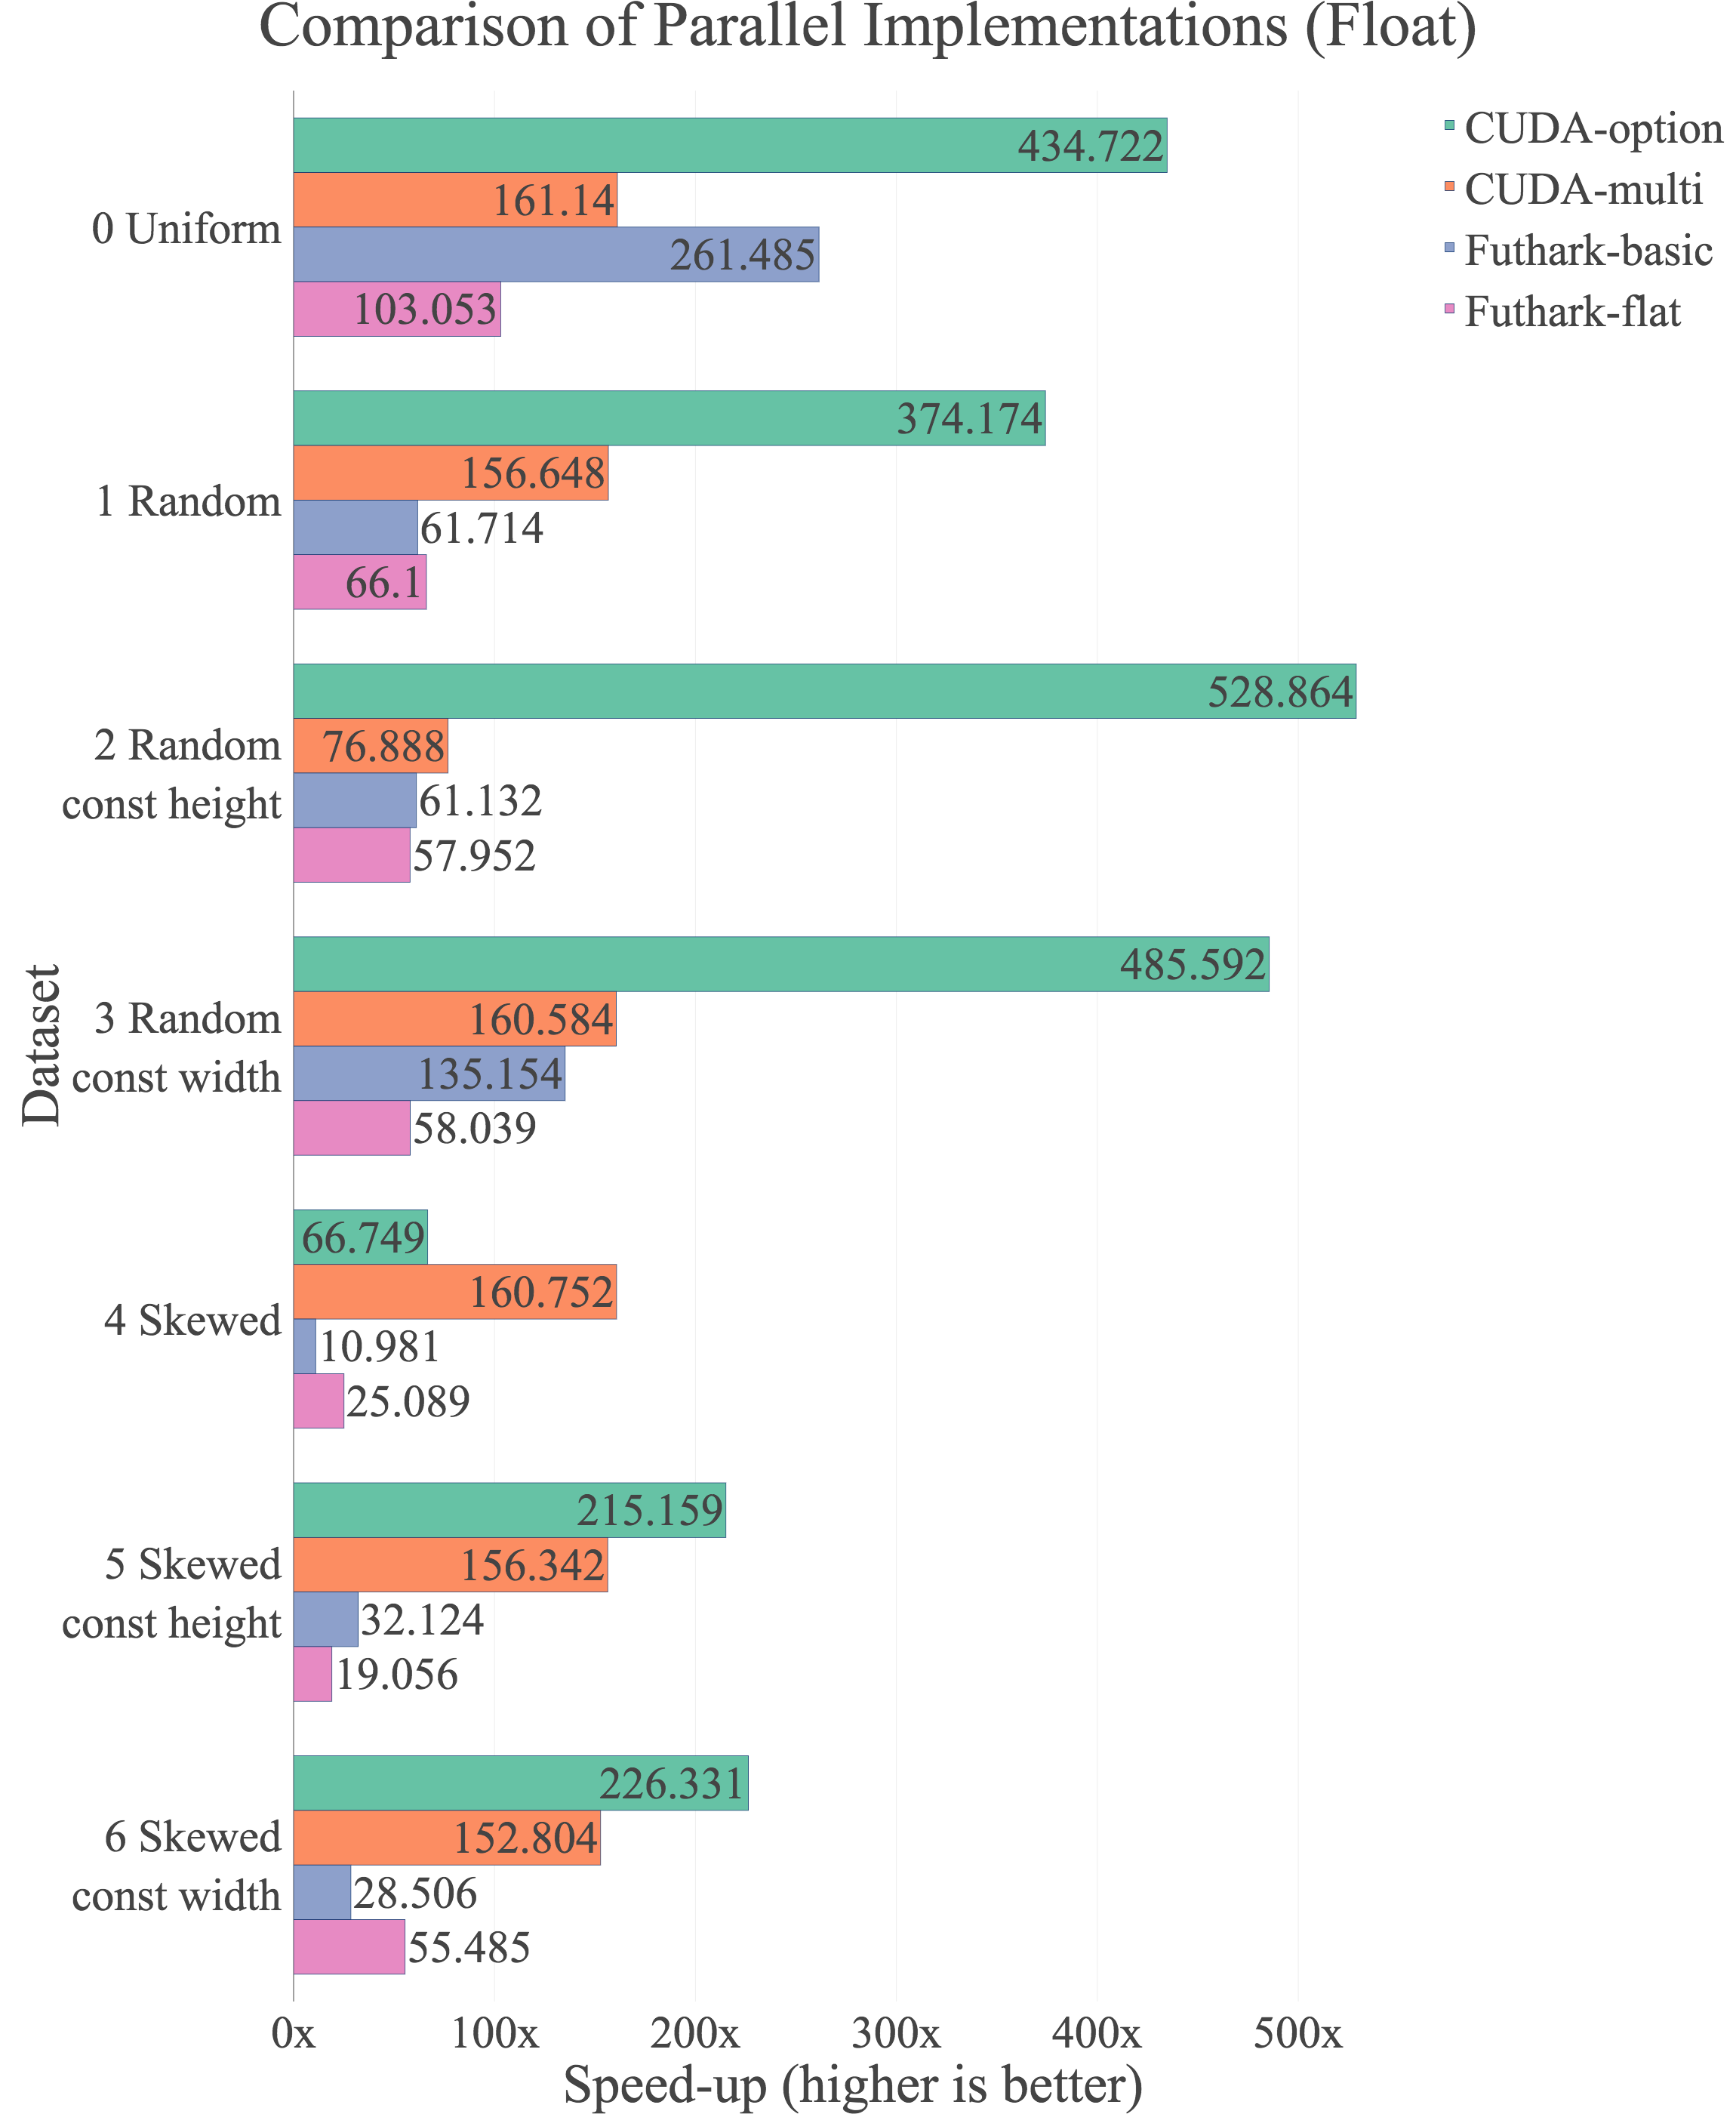 Comparison of Parallel Implementations (Float)
CUDA-option
CUDA-multi
Futhark-basic
Futhark-flat
Dataset
0 Uniform
434.722
161.14
261.485
103.053
1 Random
374.174
156.648
61.714
66.1
2 Random
const height
528.864
76.888
61.132
57.952
3 Random
const width
485.592
160.584
135.154
58.039
4 Skewed
66.749
160.752
10.981
25.089
5 Skewed
const height
215.159
156.342
32.124
19.056
6 Skewed
const width
226.331
152.804
28.506
55.485
0x
100x
200x
300x
400x
500x
Speed-up (higher is better)